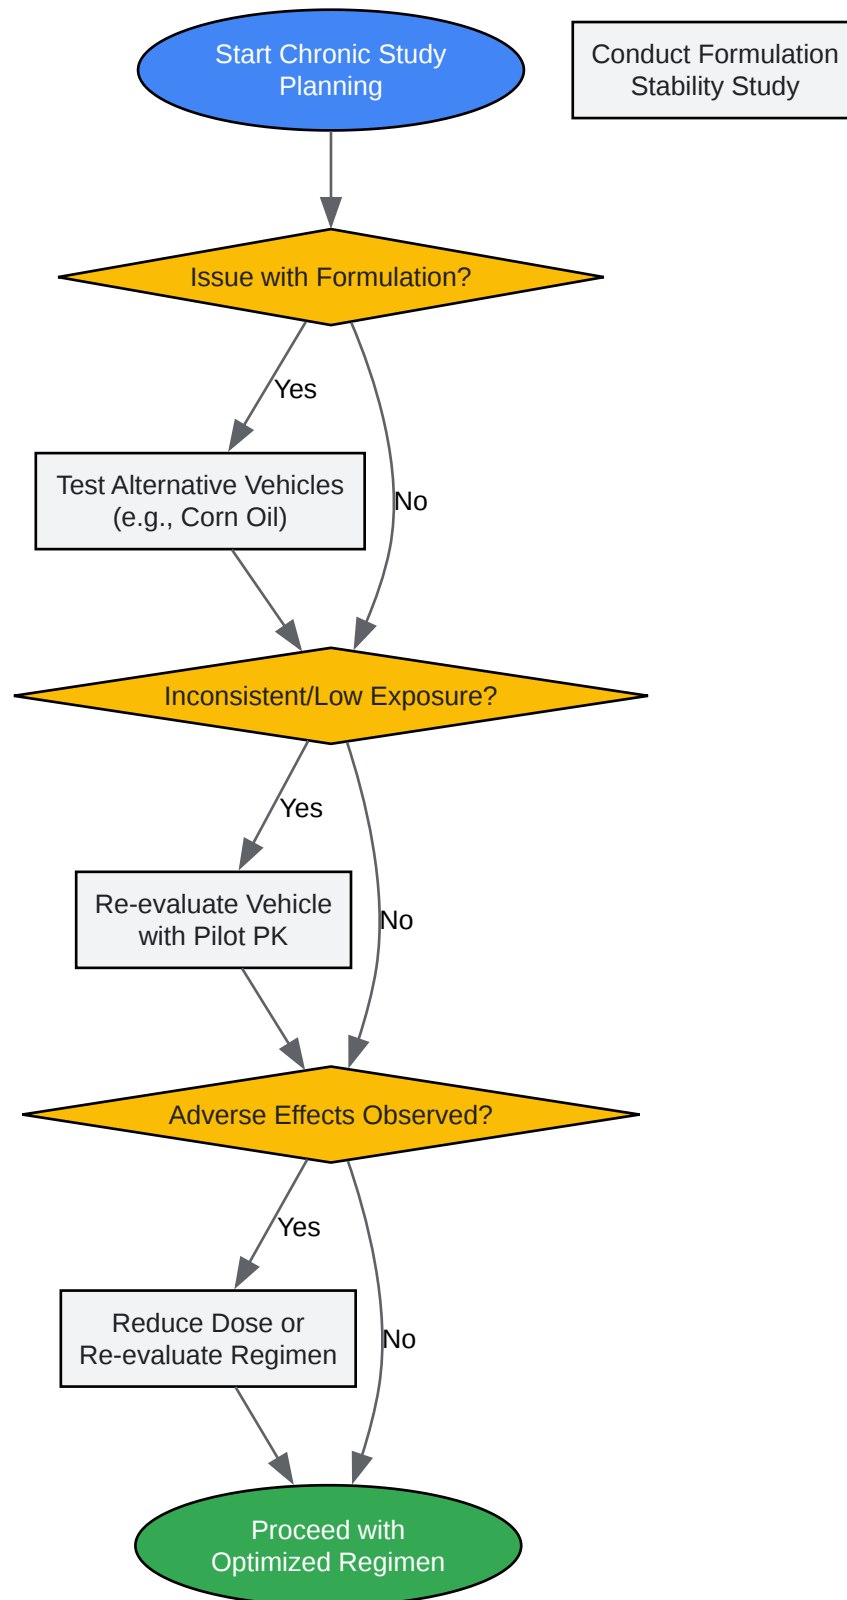 Start Chronic Study
Planning
Conduct Formulation
Stability Study
Issue with Formulation?
Yes
Test Alternative Vehicles
(e.g., Corn Oil)
No
Inconsistent/Low Exposure?
Yes
Re-evaluate Vehicle
with Pilot PK
No
Adverse Effects Observed?
Yes
Reduce Dose or
Re-evaluate Regimen
No
Proceed with
Optimized Regimen